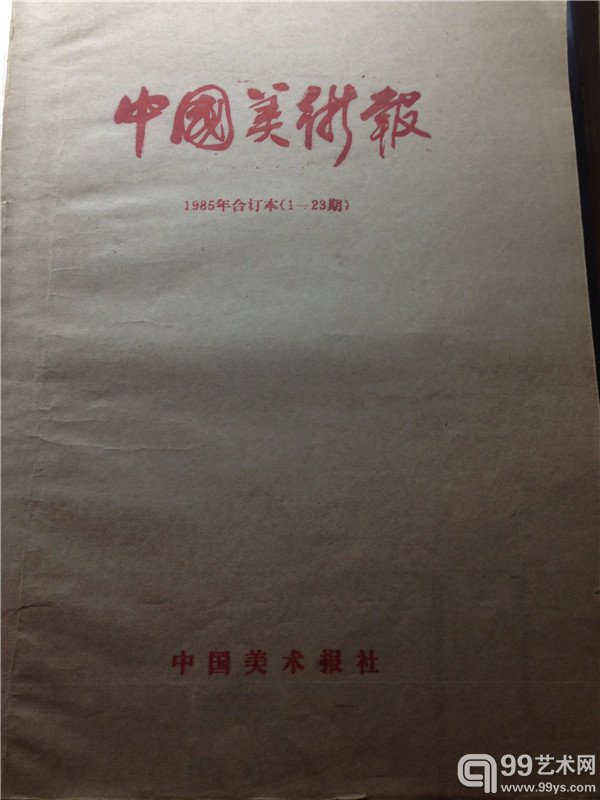 中國美術報
1985年合订本(1—23期)
中国美术报社
99艺术网
www.99ys.com